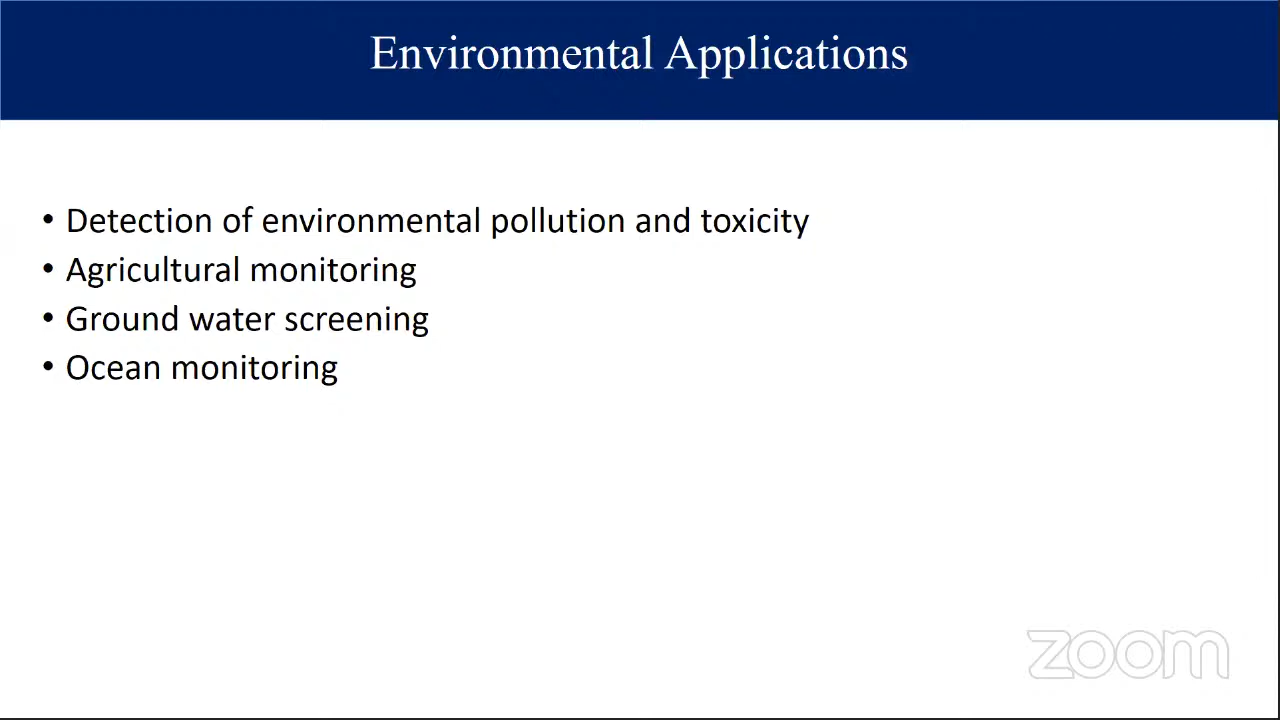 Environmental Applications
• Detection of environmental pollution and toxicity
• Agricultural monitoring
• Ground water screening
• Ocean monitoring
zoom